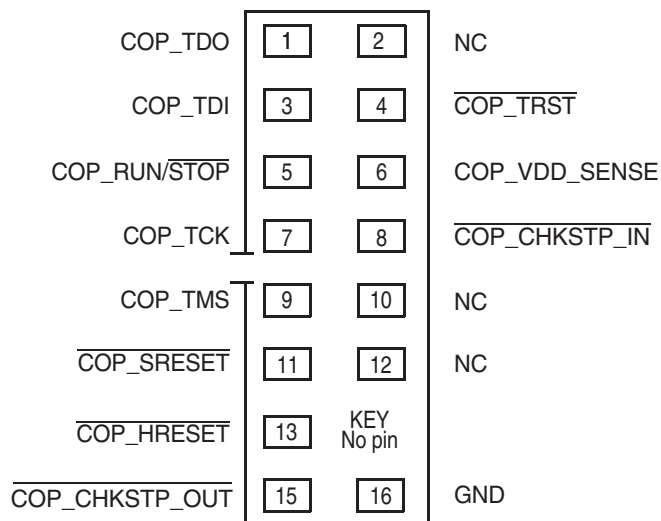 COP_TDO 1 2 NC
COP_TDI 3 4 COP_TRST
COP_RUN/STOP 5 6 COP_VDD_SENSE
COP_TCK 7 8 COP_CHKSTP_IN
COP_TMS 9 10 NC
COP_SRESET 11 12 NC
COP_HRESET 13 KEY
No pin
COP_CHKSTP_OUT 15 16 GND